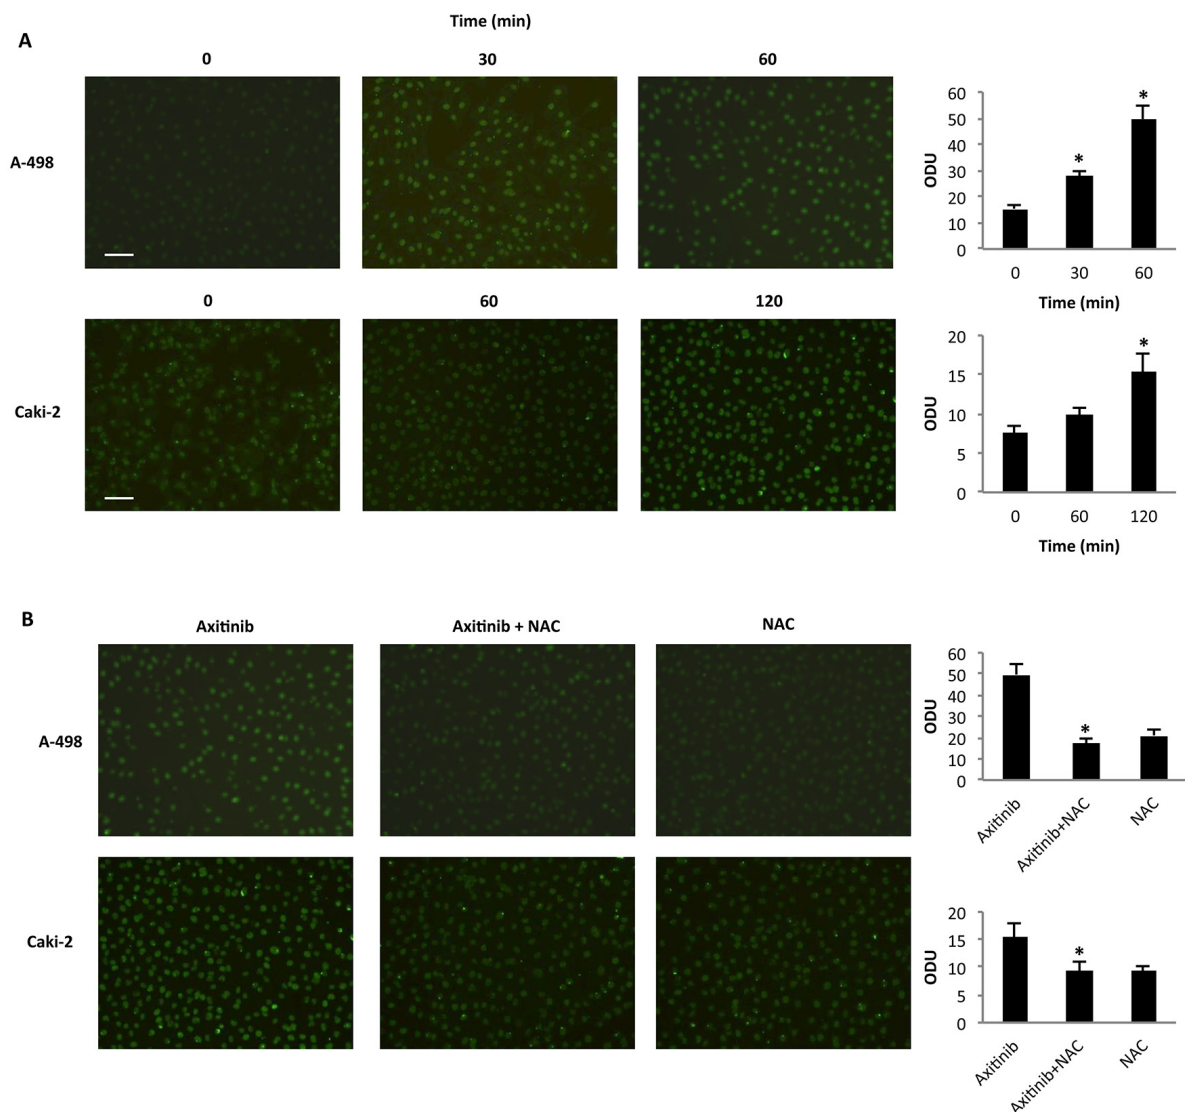 A
Time (min)
0 30 60
A-498
60
50
40
30
20
10
0
ODU
*
*
0 30 60
Time (min)
0 60 120
Caki-2
20
15
10
5
0
ODU
*
0 60 120
Time (min)
B
Axitinib Axitinib + NAC NAC
A-498
60
50
40
30
20
10
0
ODU
*
Axitinib
Axitinib+NAC
NAC
Caki-2
20
15
10
5
0
ODU
*
Axitinib
Axitinib+NAC
NAC